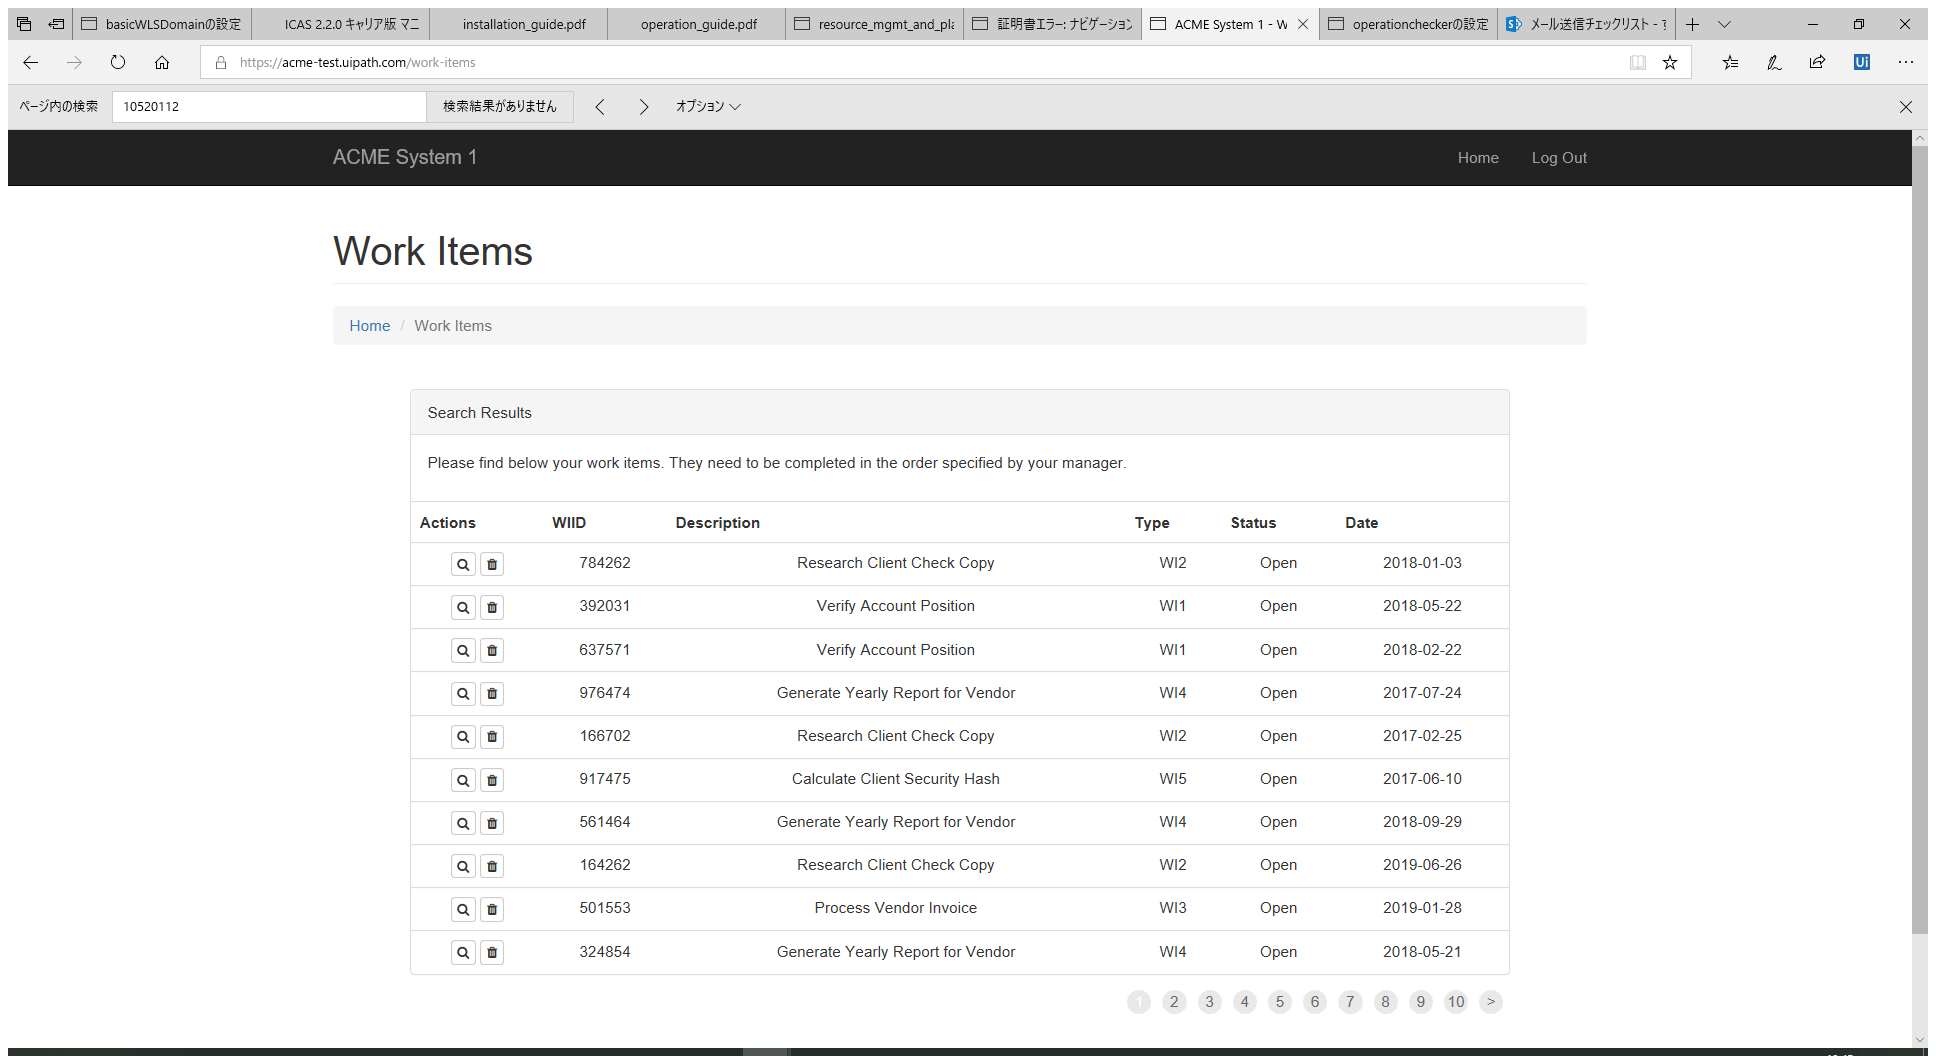 basicWLSDomainの設定
ICAS 2.2.0 キャリア版 マニ
installation_guide.pdf
operation_guide.pdf
resource_mgmt_and_pla
証明書エラー: ナビゲーション
ACME System 1 - W
operationcheckerの設定
メール送信チェックリスト - す
https://acme-test.uipath.com/work-items
Ui
ページ内の検索
10520112
検索結果がありません
オプション
ACME System 1
Home
Log Out
Work Items
Home / Work Items
Search Results
Please find below your work items. They need to be completed in the order specified by your manager.
Actions WIID Description Type Status Date
784262 Research Client Check Copy WI2 Open 2018-01-03
392031 Verify Account Position WI1 Open 2018-05-22
637571 Verify Account Position WI1 Open 2018-02-22
976474 Generate Yearly Report for Vendor WI4 Open 2017-07-24
166702 Research Client Check Copy WI2 Open 2017-02-25
917475 Calculate Client Security Hash WI5 Open 2017-06-10
561464 Generate Yearly Report for Vendor WI4 Open 2018-09-29
164262 Research Client Check Copy WI2 Open 2019-06-26
501553 Process Vendor Invoice WI3 Open 2019-01-28
324854 Generate Yearly Report for Vendor WI4 Open 2018-05-21
1 2 3 4 5 6 7 8 9 10 >